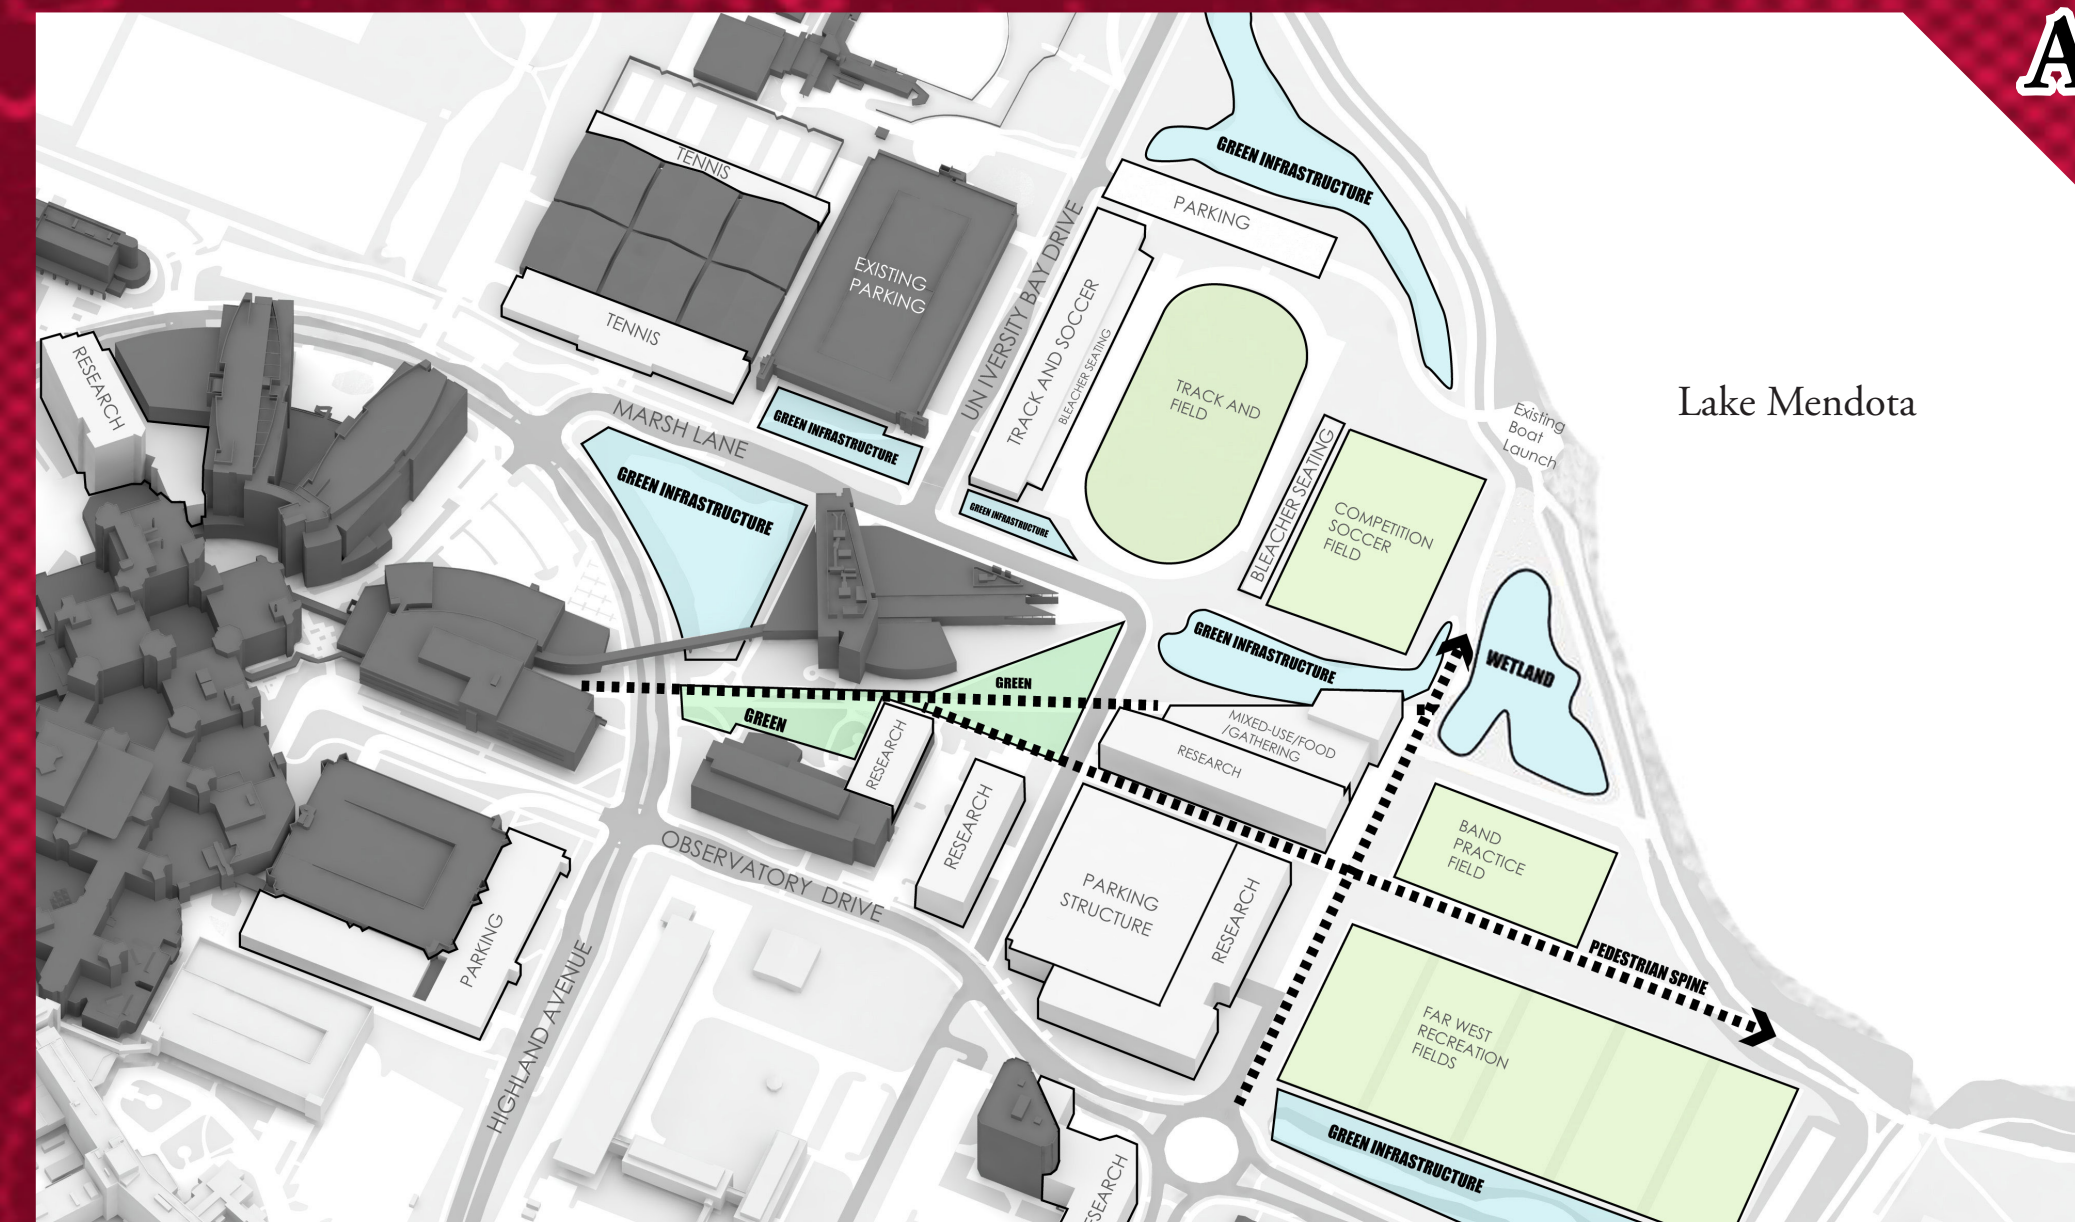 A
TENNIS
GREEN INFRASTRUCTURE
PARKING
EXISTING
PARKING
UNIVERSITY BAY DRIVE
TRACK AND SOCCER
BLEACHER SEATING
TENNIS
RESEARCH
MARSH LANE
GREEN INFRASTRUCTURE
TRACK AND
FIELD
Lake Mendota
Existing
Boat
Launch
GREEN INFRASTRUCTURE
GREEN INFRASTRUCTURE
BLEACHER SEATING
COMPETITION
SOCCER
FIELD
GREEN INFRASTRUCTURE
WETLAND
GREEN
GREEN
RESEARCH
MIXED-USE/FOOD
/GATHERING
RESEARCH
RESEARCH
OBSERVATORY DRIVE
BAND
PRACTICE
FIELD
PARKING
STRUCTURE
RESEARCH
PARKING
HIGHLAND AVENUE
PEDESTRIAN SPINE
FAR WEST
RECREATION
FIELDS
GREEN INFRASTRUCTURE
ESEARCH